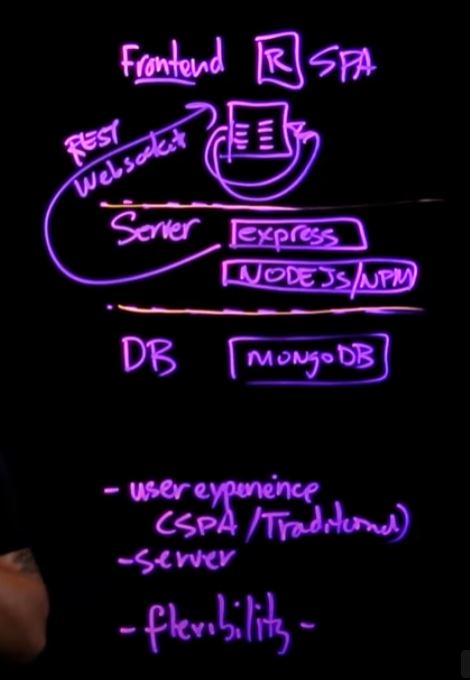 Frontend R SPA
REST
Websocket
Server express
NODEJS/NPM
DB MongoDB
- user experience
(SPA/Traditional)
- server
- flexibility -